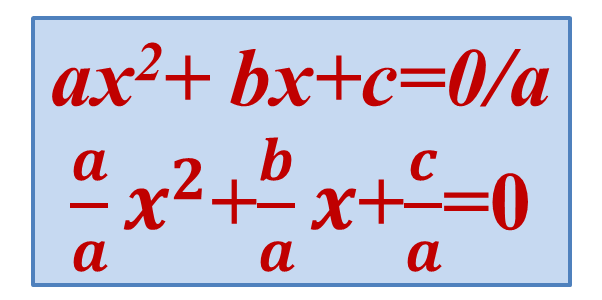 ax²+ bx+c=0/a
a/a x²+b/a x+c/a=0